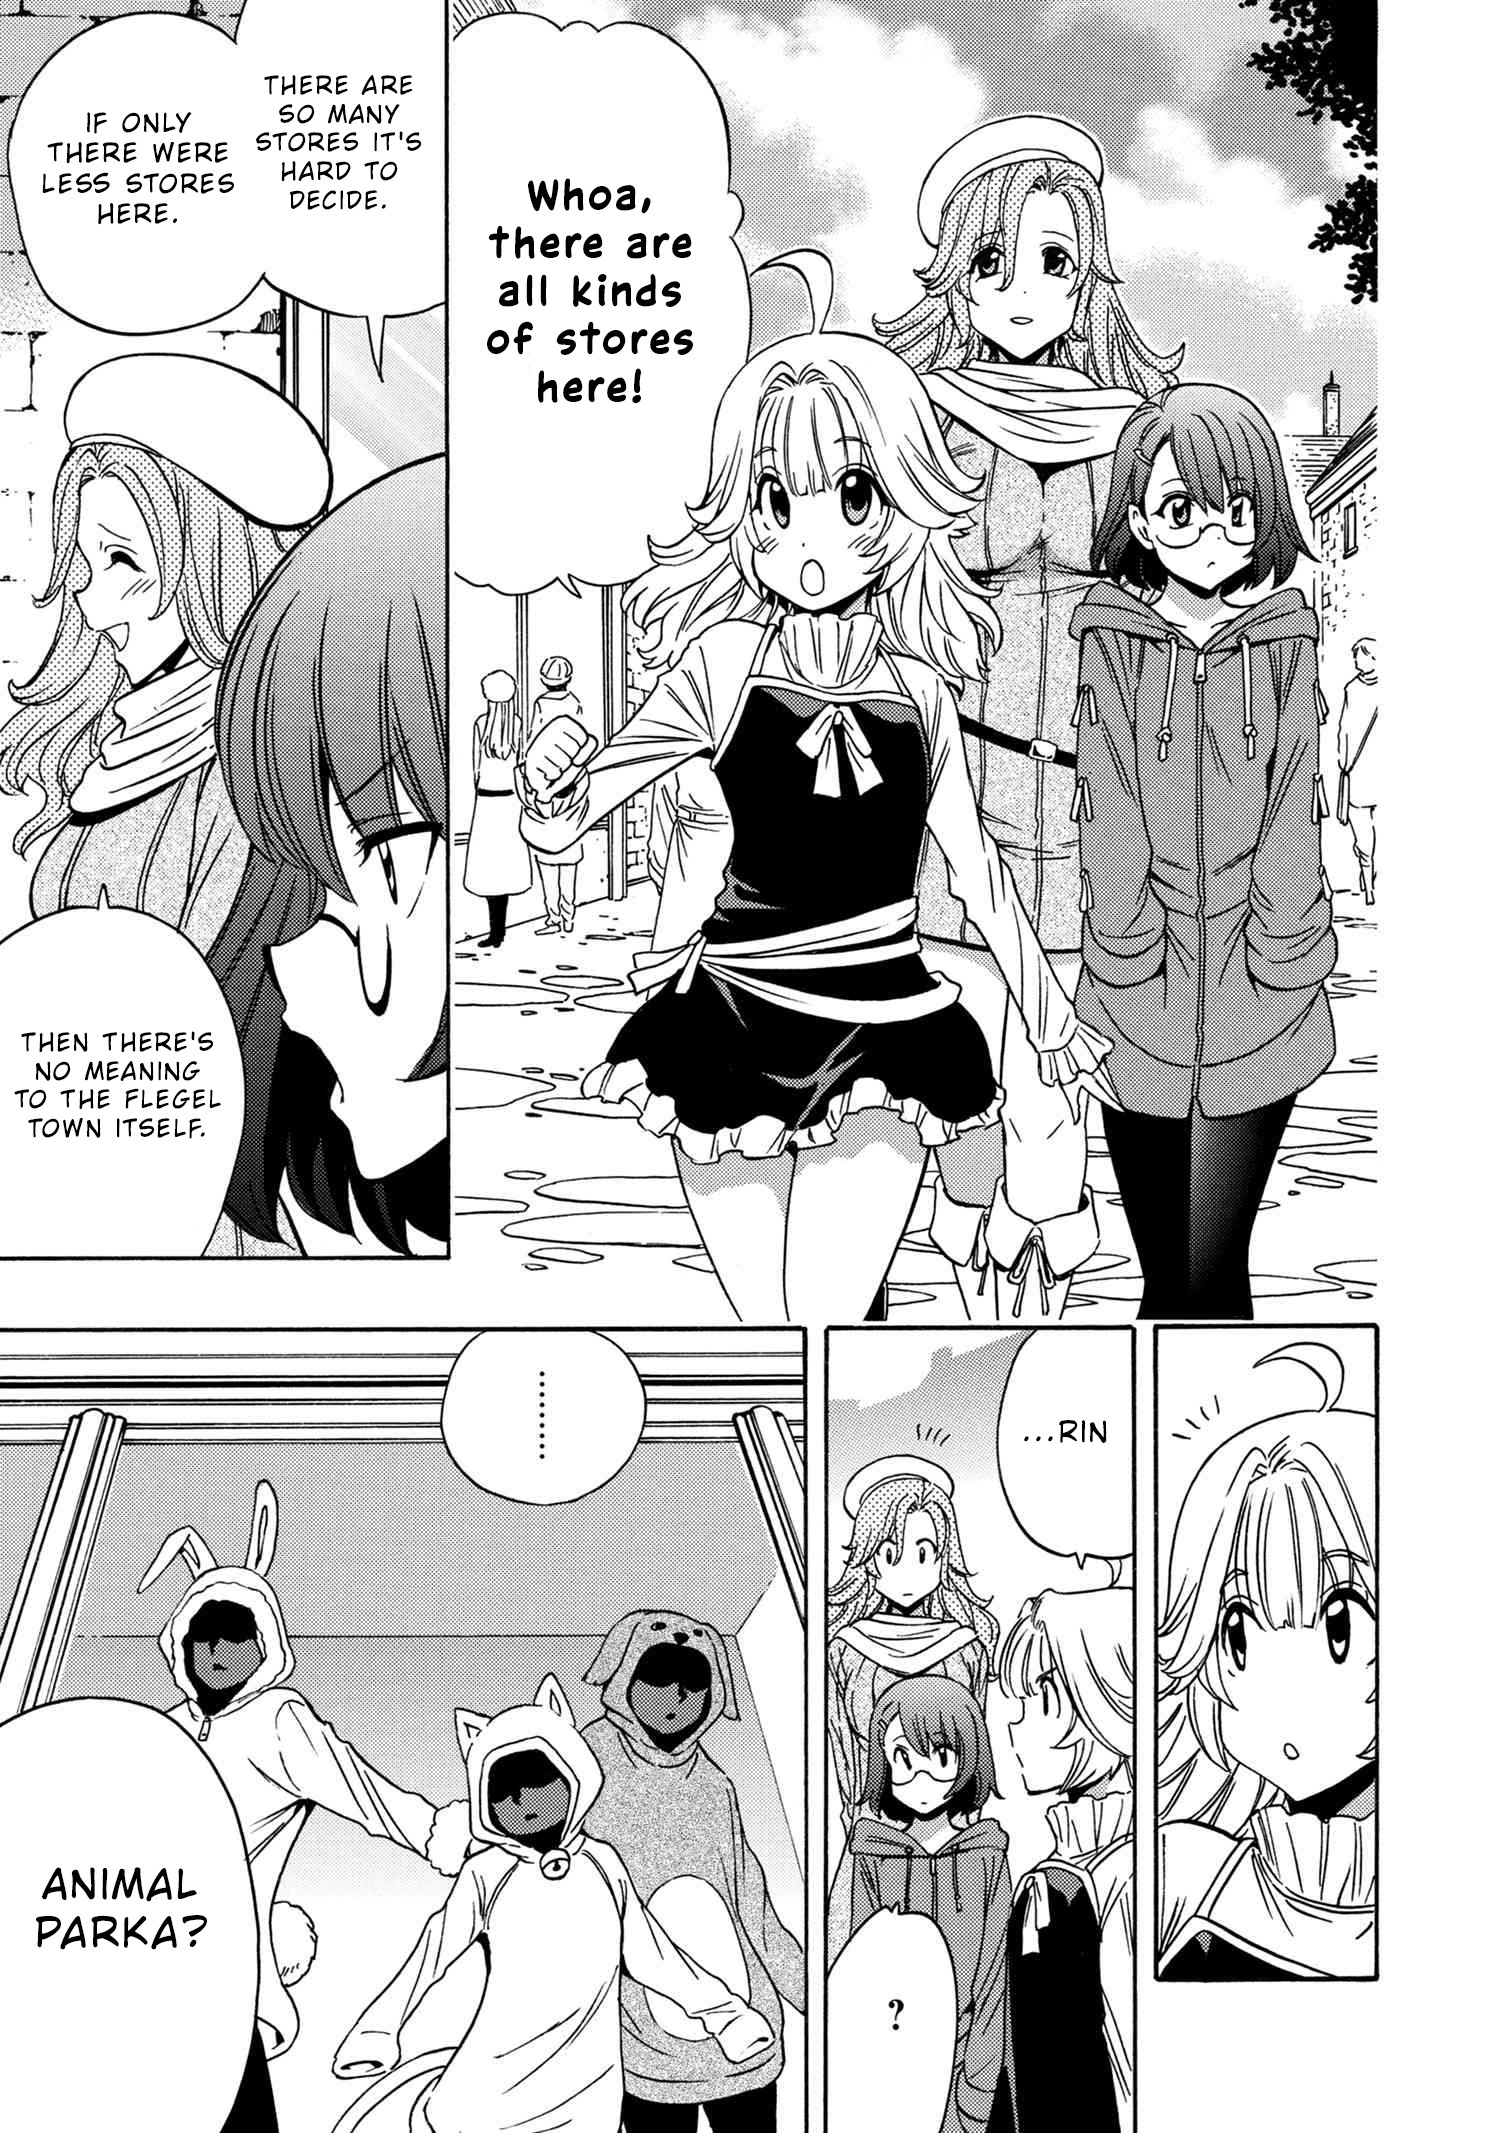 Whoa,
there are
all kinds
of stores
here!
THERE ARE
SO MANY
STORES IT'S
HARD TO
DECIDE.
IF ONLY
THERE WERE
LESS STORES
HERE.
THEN THERE'S
NO MEANING
TO THE FLEGEL
TOWN ITSELF.
...RIN
?
.........
ANIMAL
PARKA?